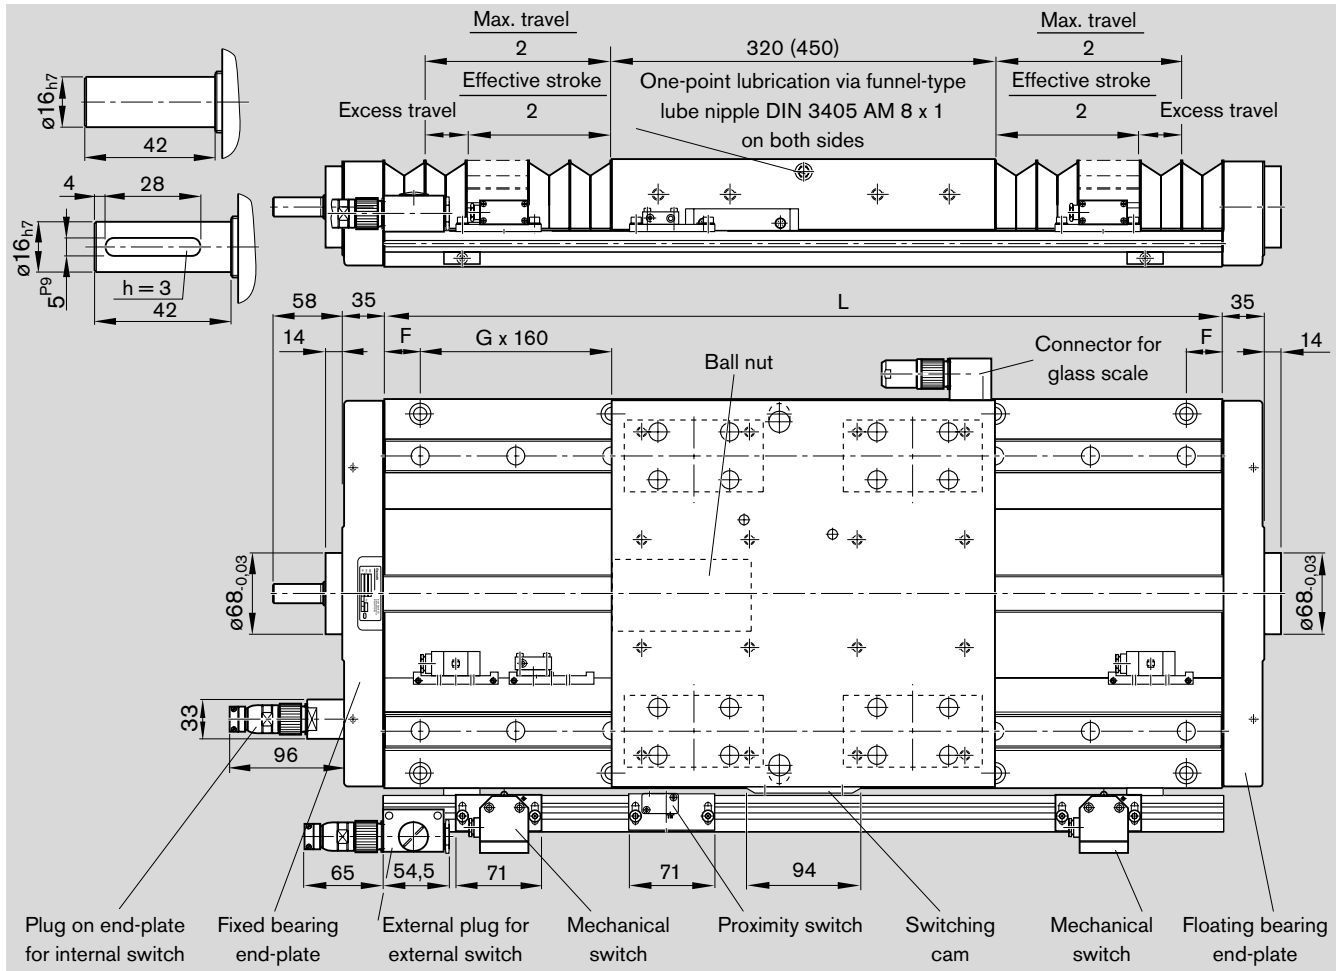 Max. travel
2
320 (450)
Max. travel
2
Effective stroke
2
One-point lubrication via funnel-type
lube nipple DIN 3405 AM 8 x 1
on both sides
Effective stroke
2
Excess travel
Excess travel
ø16h7
42
4
28
ø16h7
5P9
h = 3
42
58
35
L
35
14
F
G x 160
F
14
Ball nut
Connector for
glass scale
ø68-0,03
ø68-0,03
33
96
65
54,5
71
71
94
Plug on end-plate
for internal switch
Fixed bearing
end-plate
External plug for
external switch
Mechanical
switch
Proximity switch
Switching
cam
Mechanical
switch
Floating bearing
end-plate